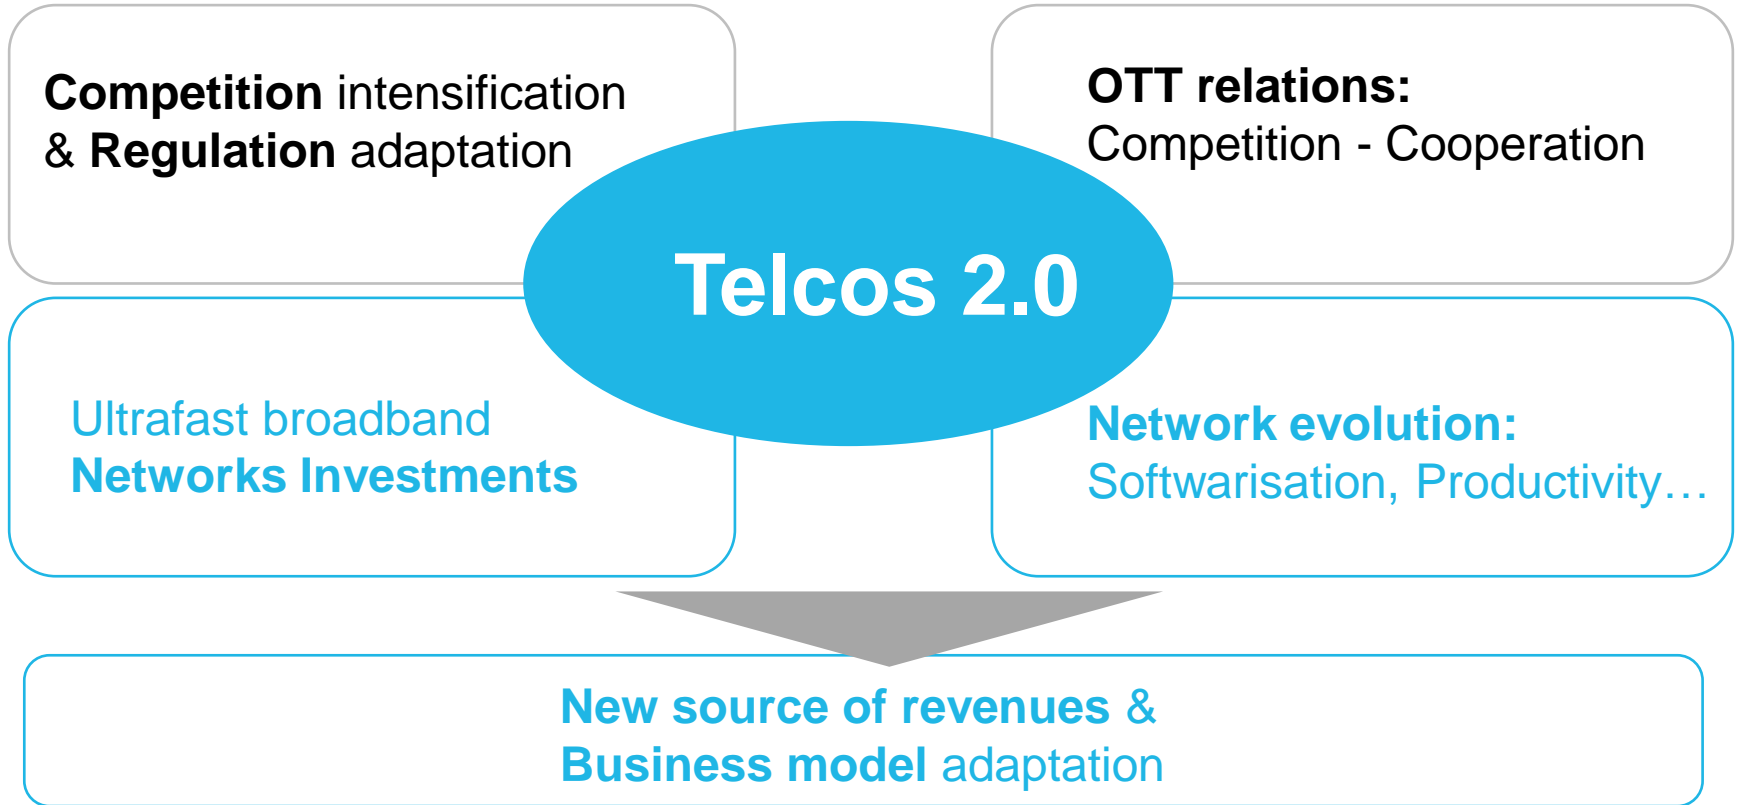 Competition intensification
& Regulation adaptation
OTT relations:
Competition - Cooperation
Telcos 2.0
Ultrafast broadband
Networks Investments
Network evolution:
Softwarisation, Productivity…
New source of revenues &
Business model adaptation